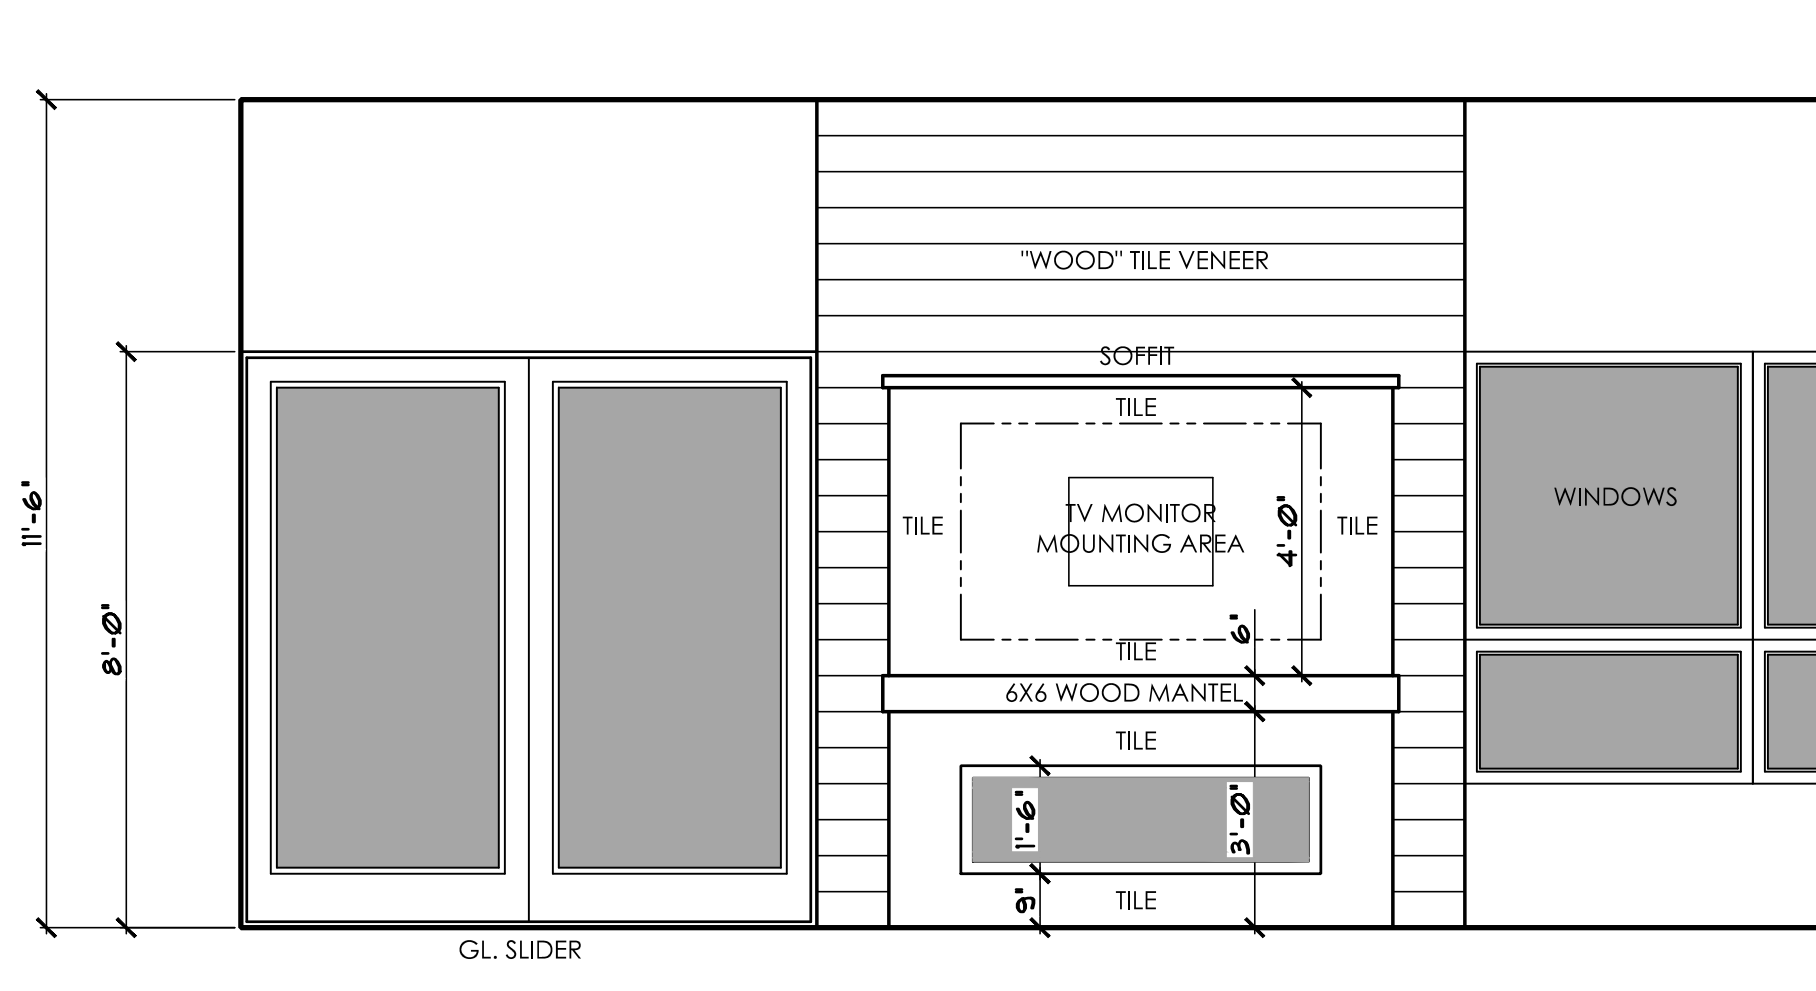 "WOOD" TILE VENEER
SOFFIT
TILE
11'-6"
8'-0"
TILE
TV MONITOR
MOUNTING AREA
4'-0"
TILE
WINDOWS
6"
TILE
6X6 WOOD MANTEL
TILE
1'-6"
3'-0"
9"
TILE
GL. SLIDER